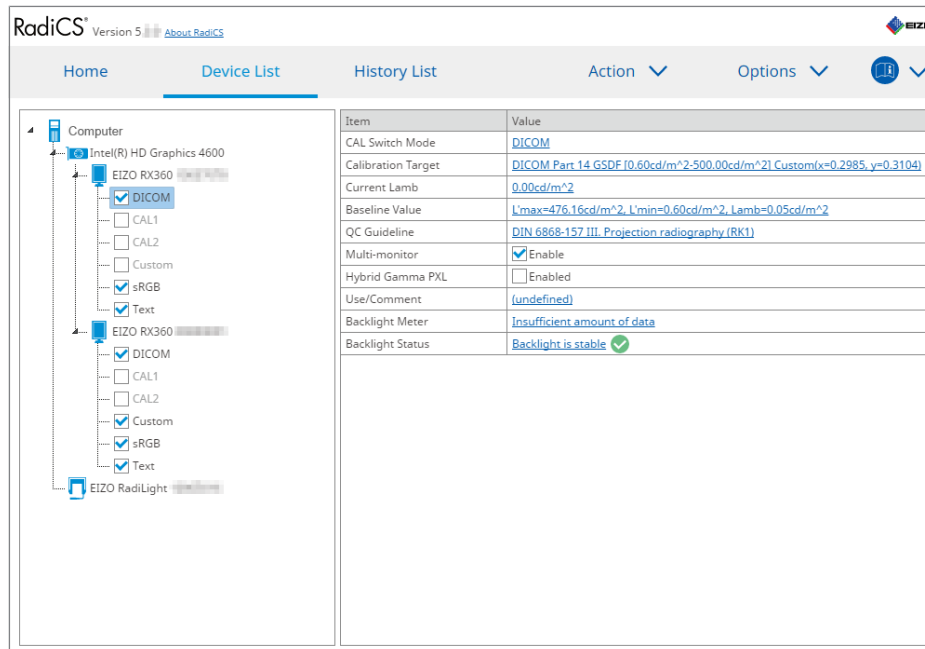 RadiCS® Version 5. About RadiCS
EIZO
Home Device List History List Action Options
Computer
Intel(R) HD Graphics 4600
EIZO RX360
DICOM
CAL1
CAL2
Custom
sRGB
Text
EIZO RX360
DICOM
CAL1
CAL2
Custom
sRGB
Text
EIZO RadiLight
Item Value
CAL Switch Mode DICOM
Calibration Target DICOM Part 14 GSDF [0.60cd/m^2-500.00cd/m^2] Custom(x=0.2985, y=0.3104)
Current Lamb 0.00cd/m^2
Baseline Value L'max=476.16cd/m^2, L'min=0.60cd/m^2, Lamb=0.05cd/m^2
QC Guideline DIN 6868-157 III. Projection radiography (RK1)
Multi-monitor Enable
Hybrid Gamma PXL Enabled
Use/Comment (undefined)
Backlight Meter Insufficient amount of data
Backlight Status Backlight is stable